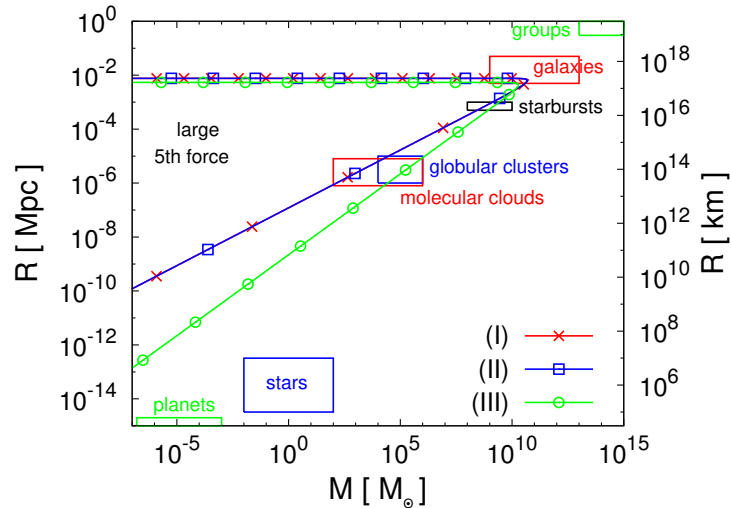 10^0
10^-2
10^-4
10^-6
10^-8
10^-10
10^-12
10^-14
R [ Mpc]
groups
galaxies
starbursts
large
5th force
globular clusters
molecular clouds
stars
planets
(I)
(II)
(III)
10^18
10^16
10^14
10^12
10^10
10^8
10^6
R [ km]
10^-5
10^0
10^5
10^10
10^15
M [ M_⊙]